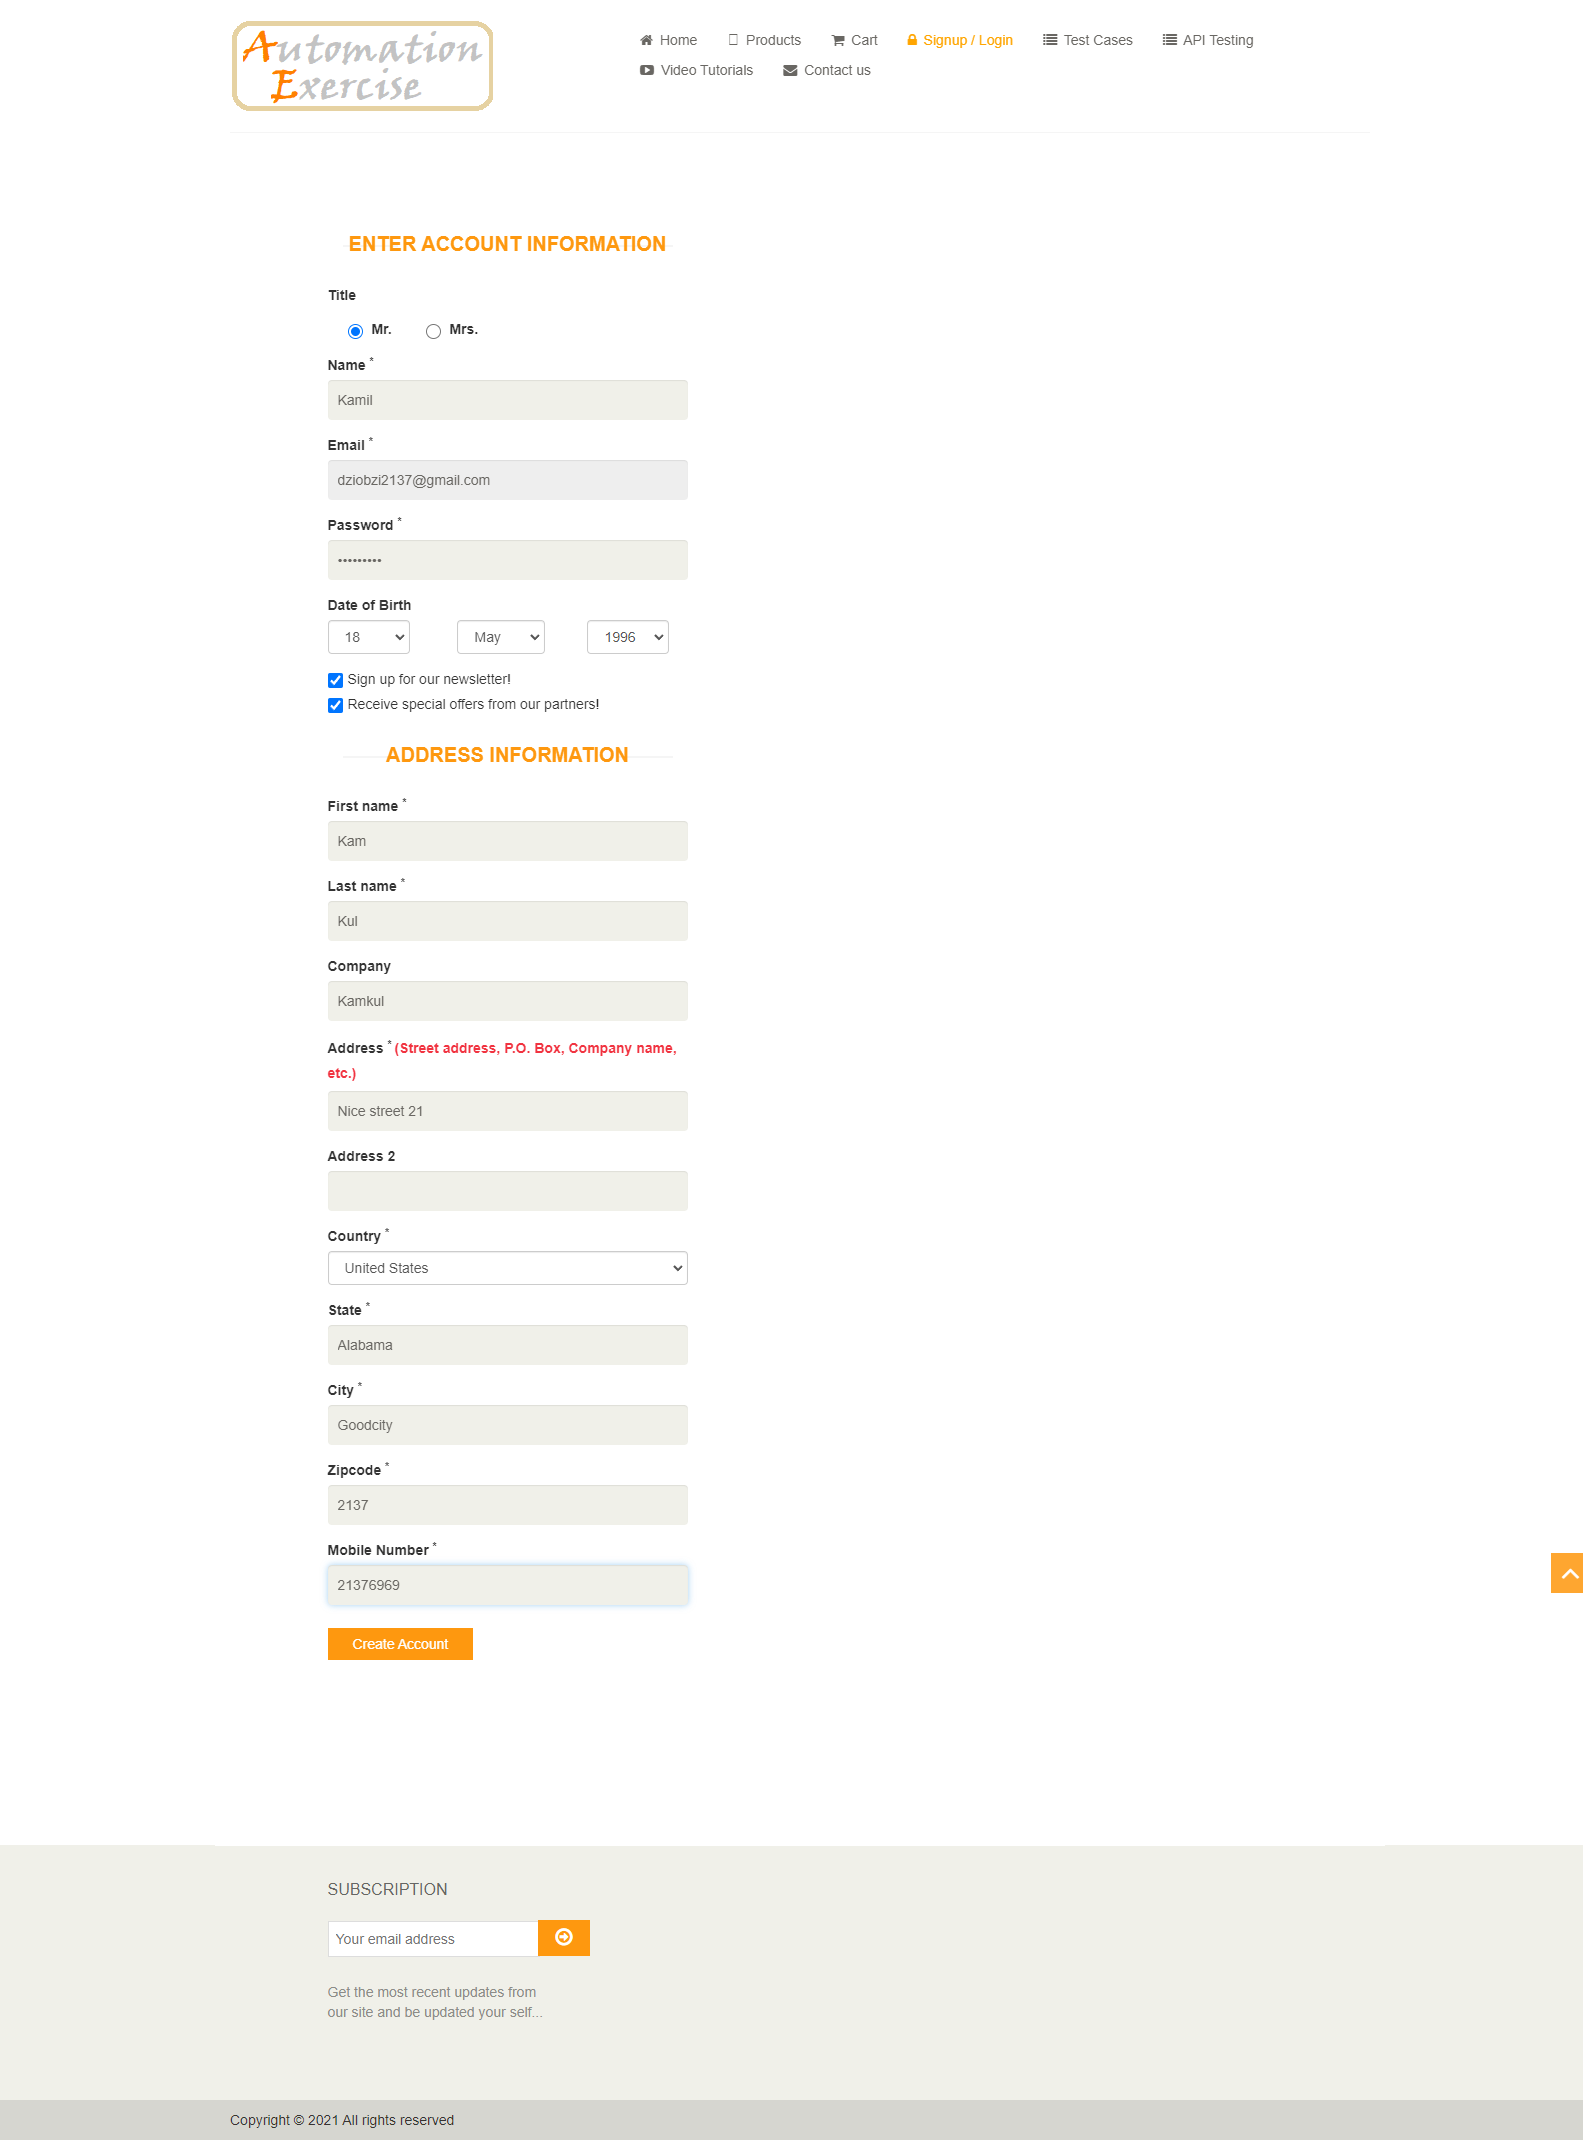 Automation
Exercise
Home Products Cart Signup / Login Test Cases API Testing
Video Tutorials Contact us
ENTER ACCOUNT INFORMATION
Title
Mr. Mrs.
Name *
Kamil
Email *
dziobzi2137@gmail.com
Password *
•••••••••
Date of Birth
18 May 1996
Sign up for our newsletter!
Receive special offers from our partners!
ADDRESS INFORMATION
First name *
Kam
Last name *
Kul
Company
Kamkul
Address * (Street address, P.O. Box, Company name,
etc.)
Nice street 21
Address 2
Country *
United States
State *
Alabama
City *
Goodcity
Zipcode *
2137
Mobile Number *
21376969
Create Account
SUBSCRIPTION
Your email address
Get the most recent updates from
our site and be updated your self...
Copyright © 2021 All rights reserved